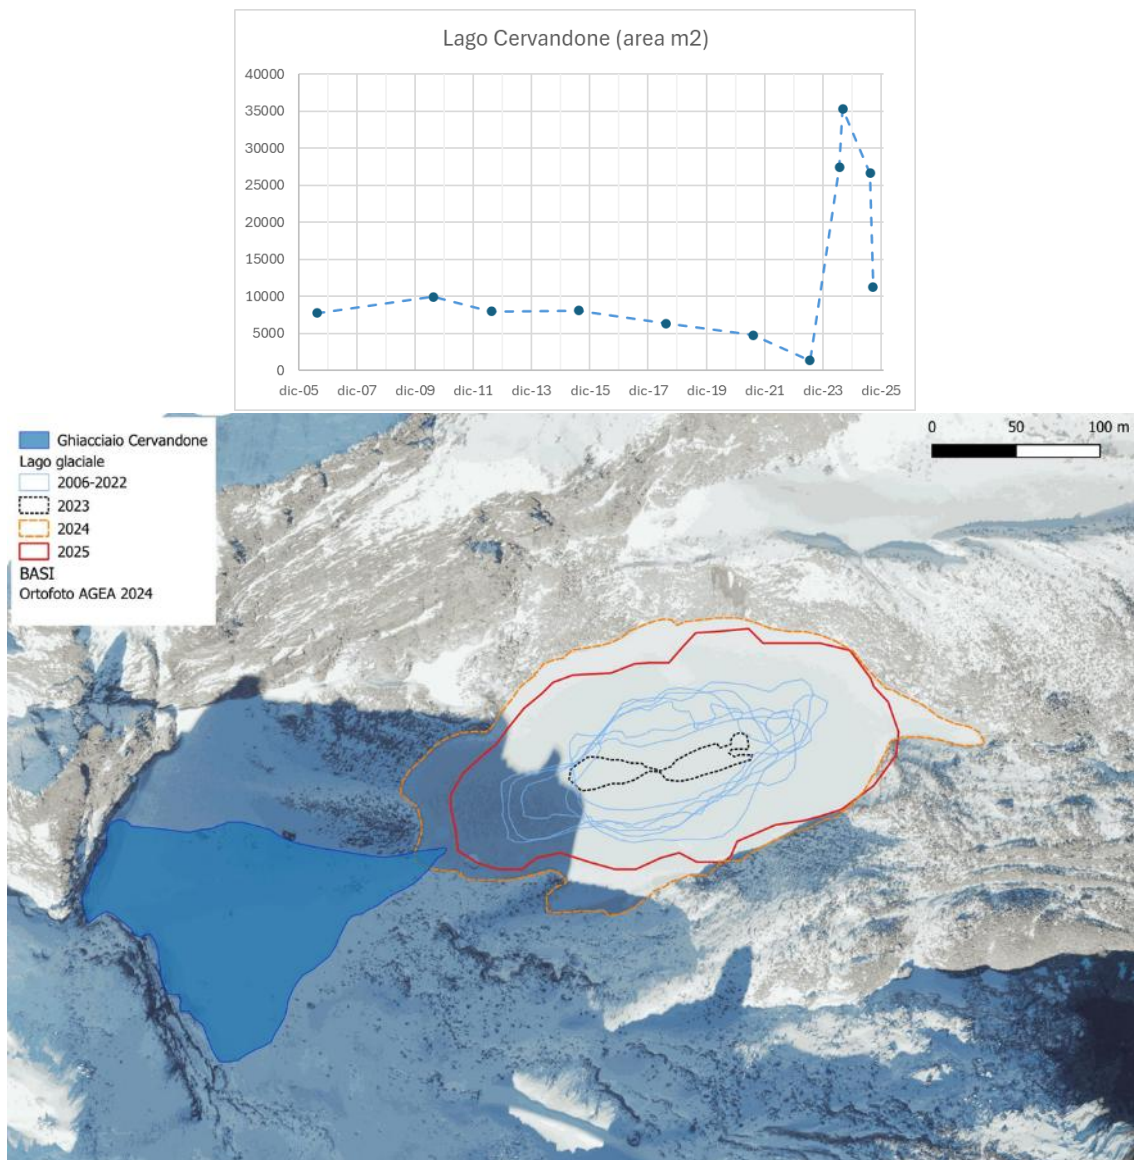 Lago Cervandone (area m2)
40000
35000
30000
25000
20000
15000
10000
5000
0
dic-05 dic-07 dic-09 dic-11 dic-13 dic-15 dic-17 dic-19 dic-21 dic-23 dic-25
Ghiacciaio Cervandone
Lago glaciale
2006-2022
2023
2024
2025
BASI
Ortofoto AGEA 2024
0 50 100 m